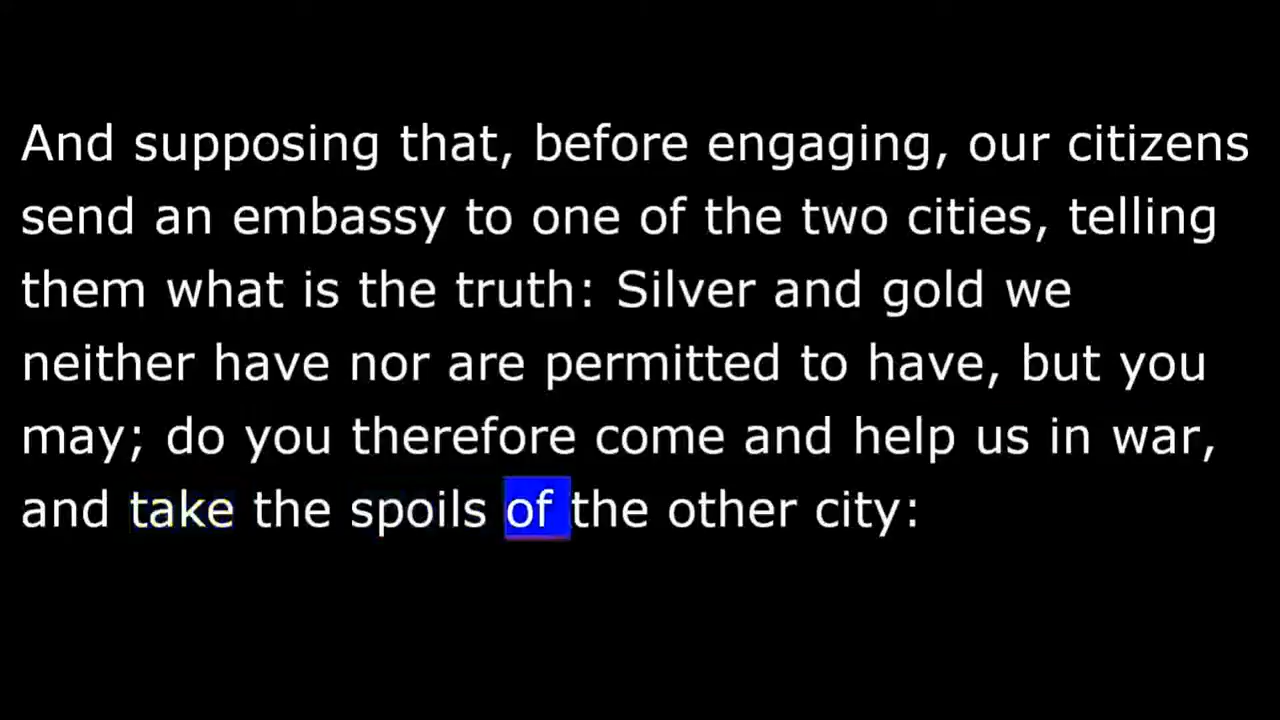 And supposing that, before engaging, our citizens
send an embassy to one of the two cities, telling
them what is the truth: Silver and gold we
neither have nor are permitted to have, but you
may; do you therefore come and help us in war,
and take the spoils of the other city: